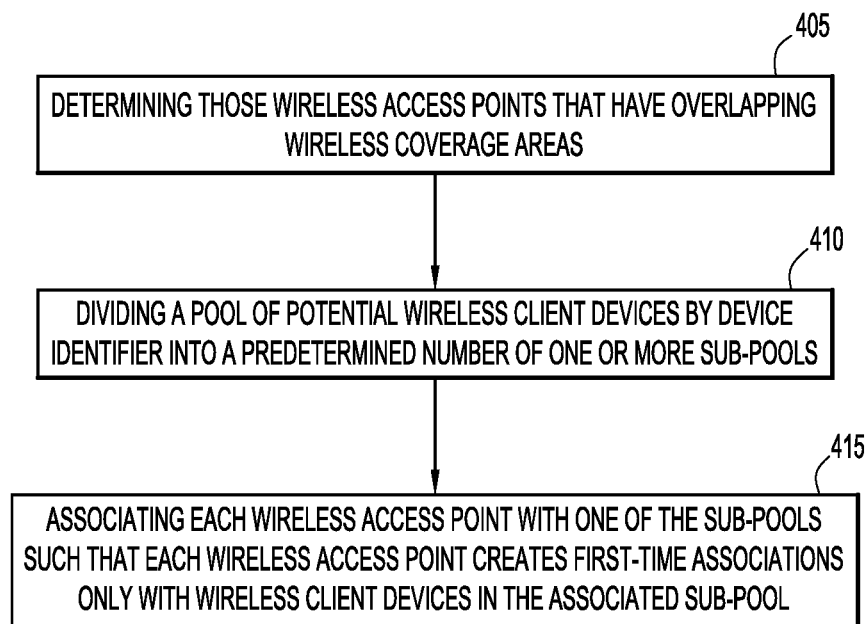 405
DETERMINING THOSE WIRELESS ACCESS POINTS THAT HAVE OVERLAPPING
WIRELESS COVERAGE AREAS
410
DIVIDING A POOL OF POTENTIAL WIRELESS CLIENT DEVICES BY DEVICE
IDENTIFIER INTO A PREDETERMINED NUMBER OF ONE OR MORE SUB-POOLS
415
ASSOCIATING EACH WIRELESS ACCESS POINT WITH ONE OF THE SUB-POOLS
SUCH THAT EACH WIRELESS ACCESS POINT CREATES FIRST-TIME ASSOCIATIONS
ONLY WITH WIRELESS CLIENT DEVICES IN THE ASSOCIATED SUB-POOL